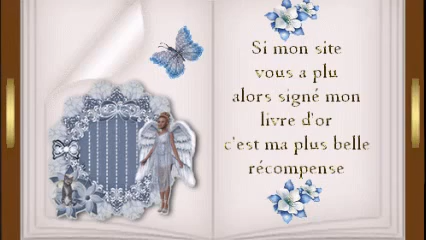 Si mon site
vous a plu
alors signé mon
livre d'or
c'est ma plus belle
récompense